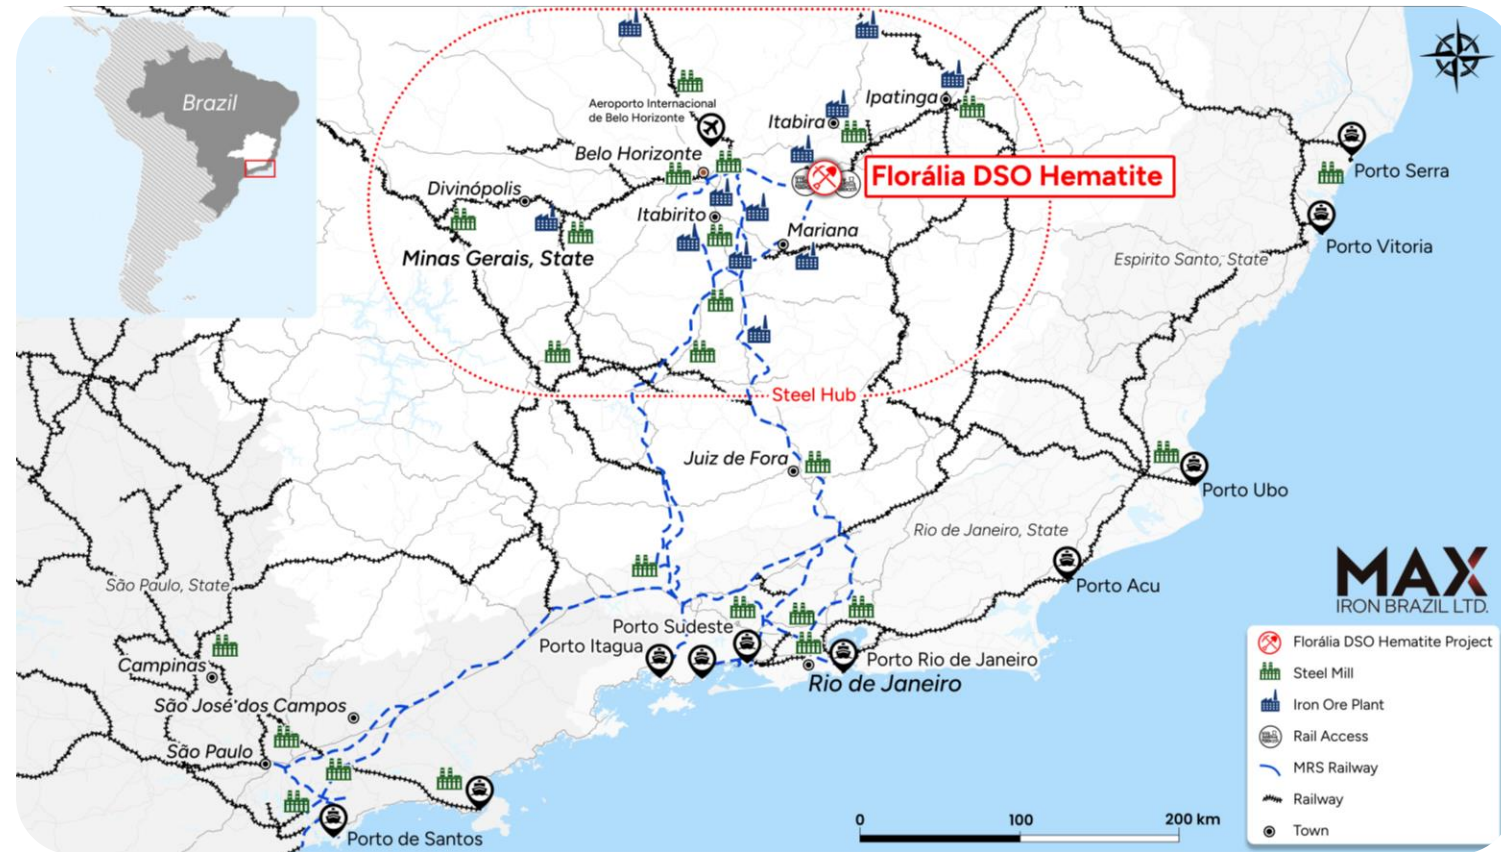 Brazil
Aeroporto Internacional
de Belo Horizonte
Ipatinga
Itabira
Belo Horizonte
Florália DSO Hematite
Divinópolis
Itabirito
Mariana
Minas Gerais, State
Porto Serra
Porto Vitoria
Espirito Santo, State
Steel Hub
Juiz de Fora
Porto Ubo
Rio de Janeiro, State
Porto Acu
São Paulo, State
Porto Sudeste
Porto Itagua
Porto Rio de Janeiro
Rio de Janeiro
Campinas
São José dos Campos
São Paulo
Porto de Santos
0 100 200 km
MAX
IRON BRAZIL LTD.
Florália DSO Hematite Project
Steel Mill
Iron Ore Plant
Rail Access
MRS Railway
Railway
Town